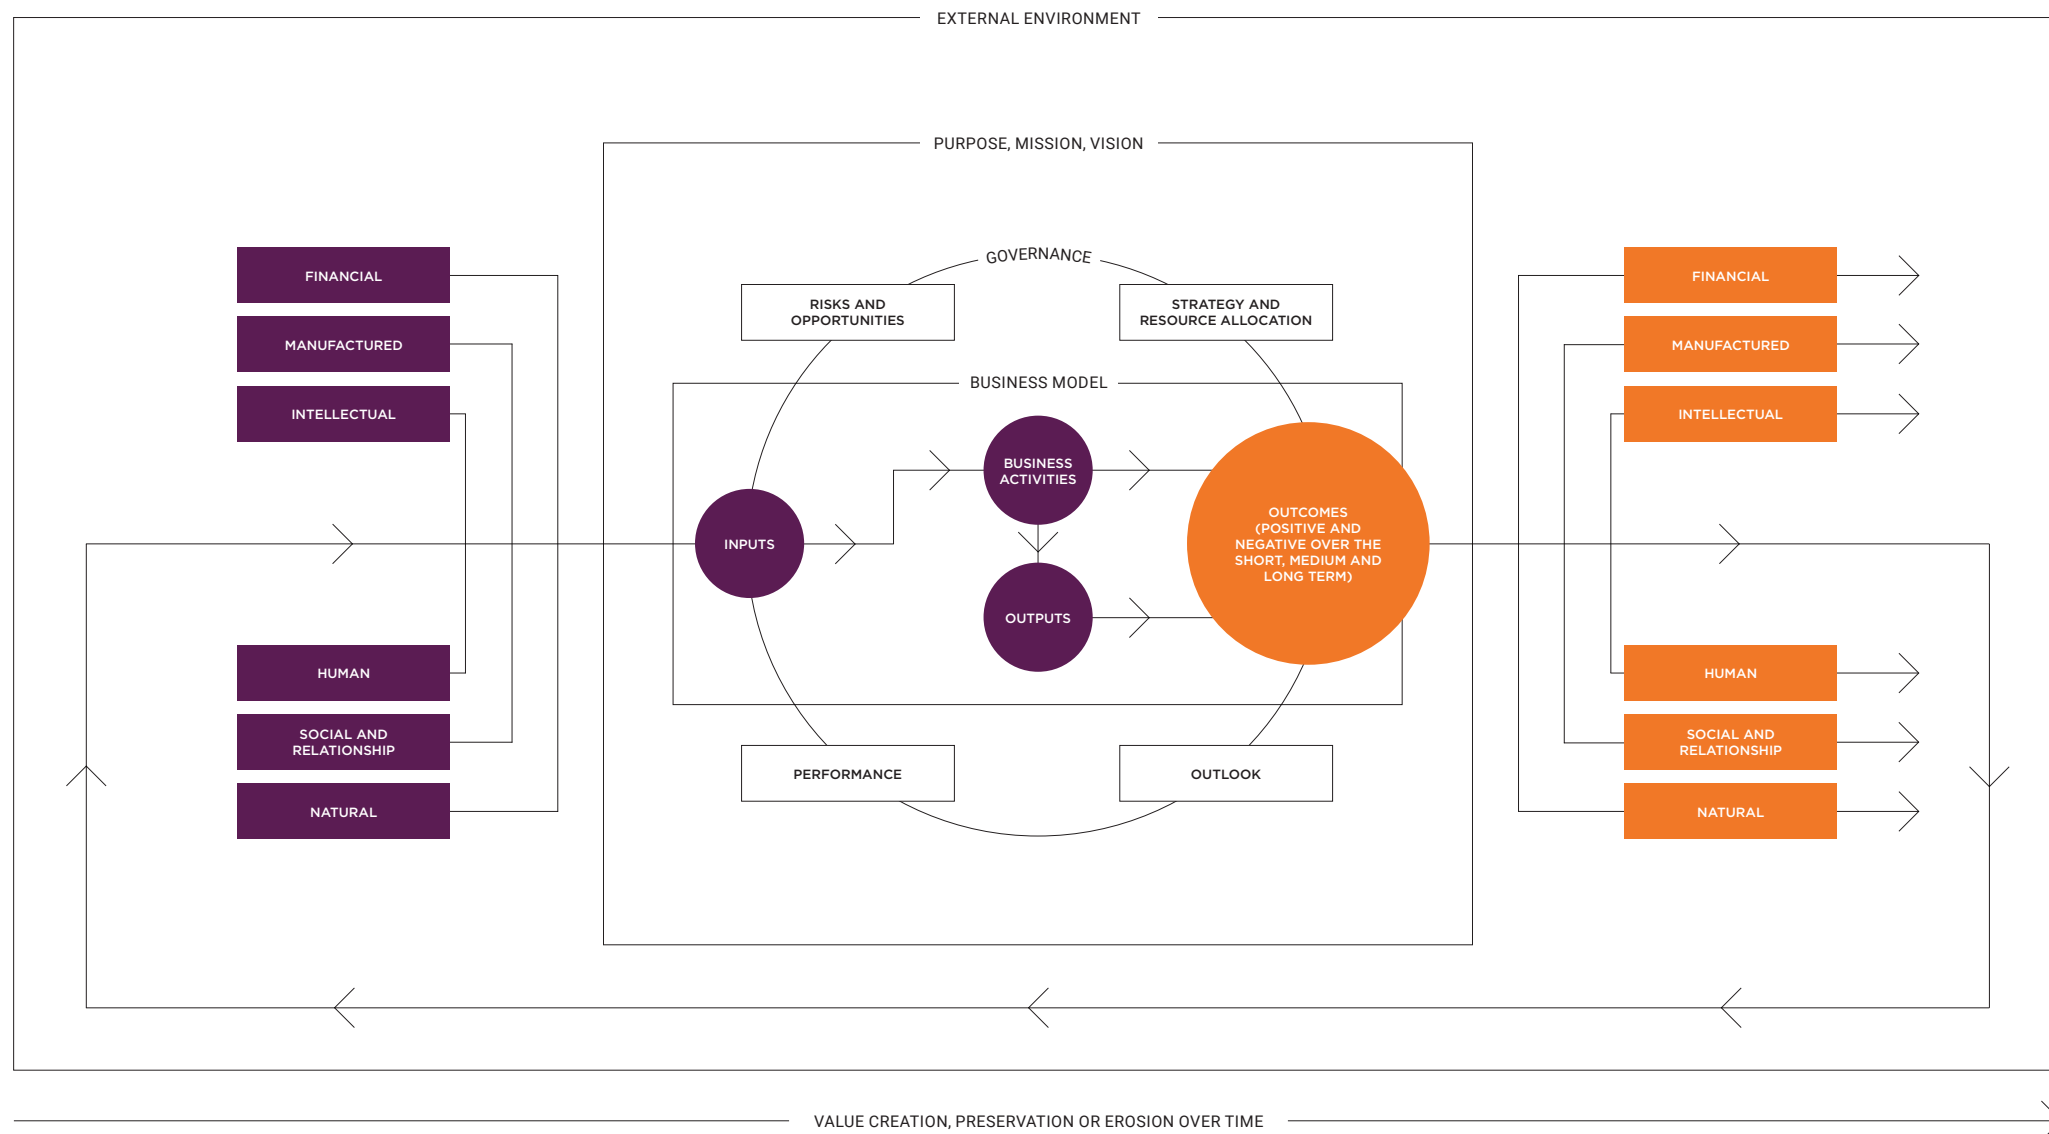 EXTERNAL ENVIRONMENT
PURPOSE, MISSION, VISION
FINANCIAL
MANUFACTURED
INTELLECTUAL
HUMAN
SOCIAL AND
RELATIONSHIP
NATURAL
GOVERNANCE
RISKS AND
OPPORTUNITIES
STRATEGY AND
RESOURCE ALLOCATION
BUSINESS MODEL
INPUTS
BUSINESS
ACTIVITIES
OUTPUTS
OUTCOMES
(POSITIVE AND
NEGATIVE OVER THE
SHORT, MEDIUM AND
LONG TERM)
PERFORMANCE
OUTLOOK
FINANCIAL
MANUFACTURED
INTELLECTUAL
HUMAN
SOCIAL AND
RELATIONSHIP
NATURAL
VALUE CREATION, PRESERVATION OR EROSION OVER TIME